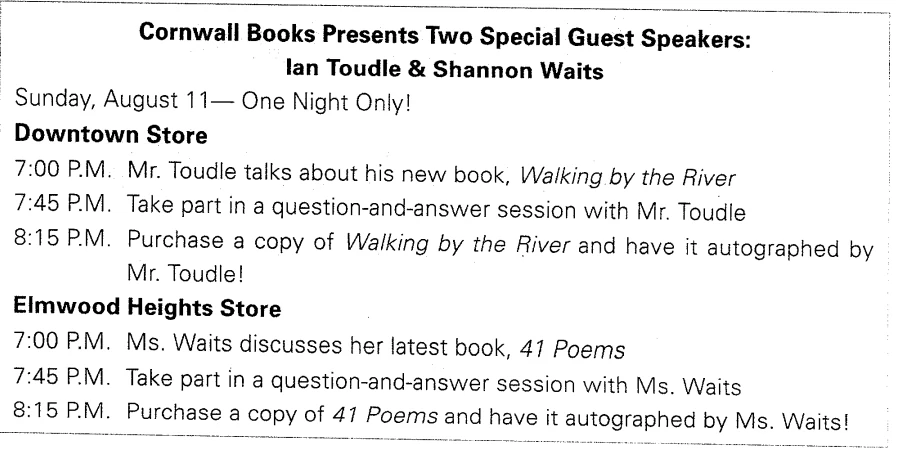 Cornwall Books Presents Two Special Guest Speakers:
Ian Toudle & Shannon Waits
Sunday, August 11— One Night Only!
Downtown Store
7:00 P.M. Mr. Toudle talks about his new book, Walking by the River
7:45 P.M. Take part in a question-and-answer session with Mr. Toudle
8:15 P.M. Purchase a copy of Walking by the River and have it autographed by
Mr. Toudle!
Elmwood Heights Store
7:00 P.M. Ms. Waits discusses her latest book, 41 Poems
7:45 P.M. Take part in a question-and-answer session with Ms. Waits
8:15 P.M. Purchase a copy of 41 Poems and have it autographed by Ms. Waits!